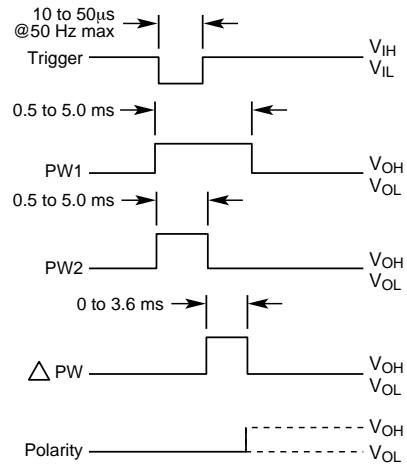 10 to 50μs
@50 Hz max
Trigger
VIH
VIL
0.5 to 5.0 ms
PW1
VOH
VOL
0.5 to 5.0 ms
PW2
VOH
VOL
0 to 3.6 ms
△ PW
VOH
VOL
VOH
Polarity
VOL